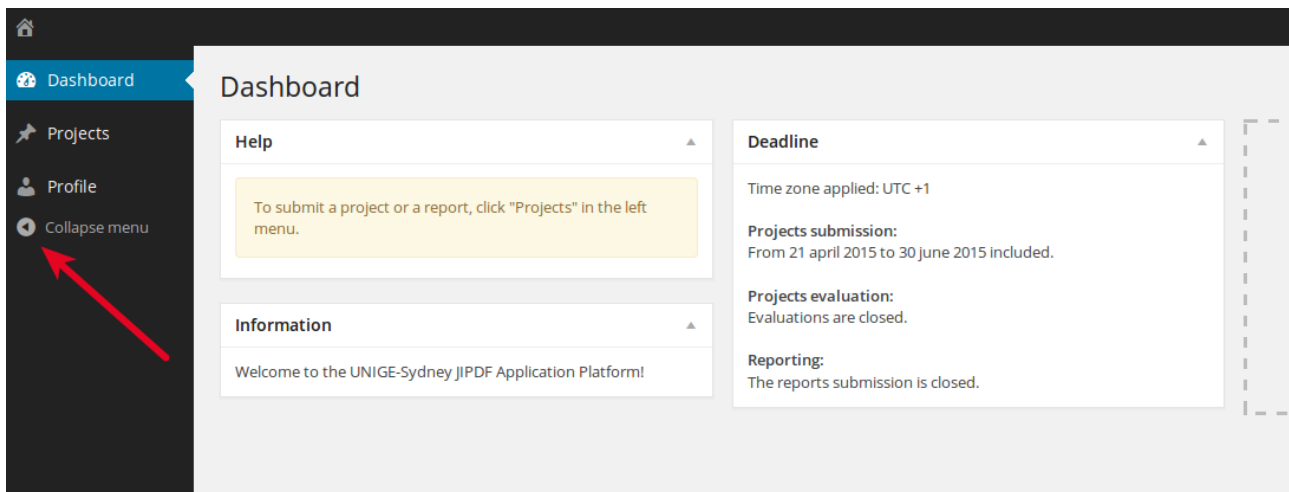 Dashboard
Projects
Profile
Collapse menu
Dashboard
Help
To submit a project or a report, click "Projects" in the left
menu.
Information
Welcome to the UNIGE-Sydney JIPDF Application Platform!
Deadline
Time zone applied: UTC +1
Projects submission:
From 21 april 2015 to 30 june 2015 included.
Projects evaluation:
Evaluations are closed.
Reporting:
The reports submission is closed.